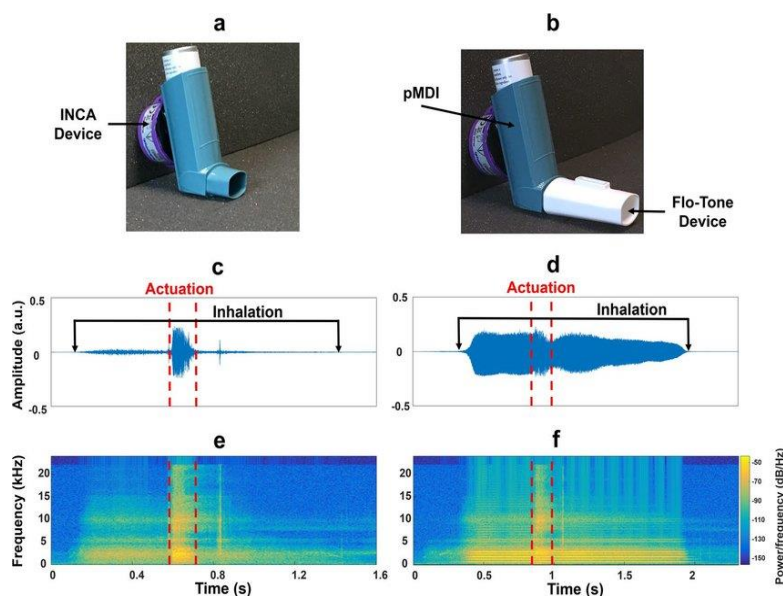 a
b
INCA
Device
pMDI
Flo-Tone
Device
c
d
Actuation
Inhalation
Actuation
Inhalation
Amplitude (a.u.)
0.5
0
-0.5
0.5
0
-0.5
e
f
Frequency (kHz)
20
15
10
5
0
20
15
10
5
0
0
0.4
0.8
1.2
1.6
0
0.5
1
1.5
2
Time (s)
Time (s)
-50
-70
-90
-110
-130
-150
Power/frequency (dB/Hz)